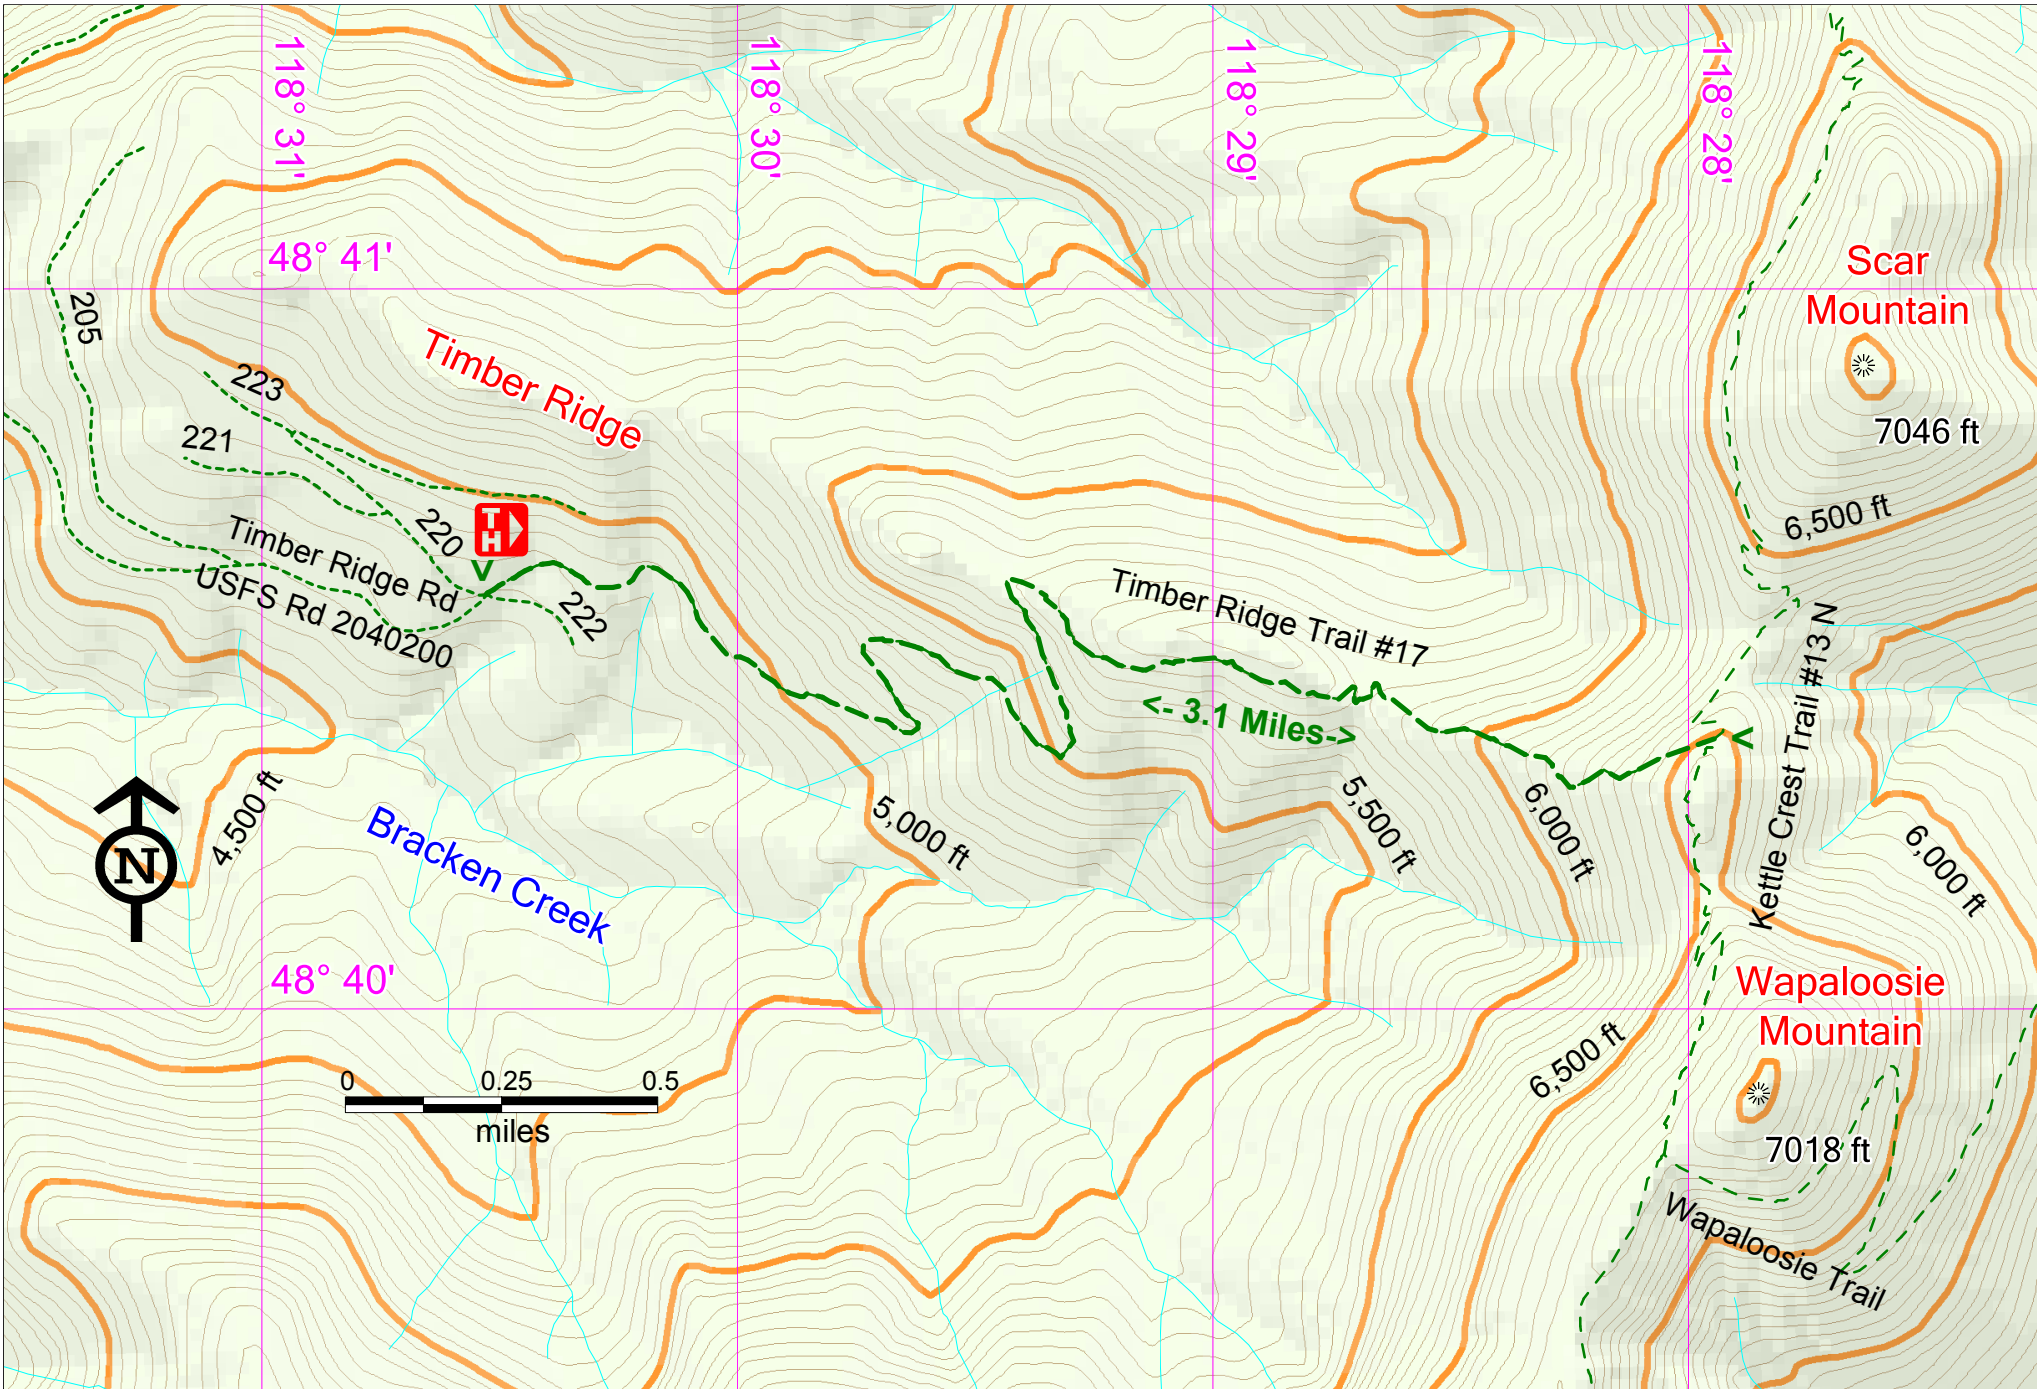 118° 31'
118° 30'
118° 29'
118° 28'
48° 41'
Scar
Mountain
7046 ft
205
223
Timber Ridge
221
6,500 ft
220
TH
Timber Ridge Rd
USFS Rd 2040200
222
V
Timber Ridge Trail #17
<- 3.1 Miles->
<
Kettle Crest Trail #13 N
4,500 ft
N
Bracken Creek
5,000 ft
5,500 ft
6,000 ft
6,000 ft
48° 40'
Wapaloosie
Mountain
7018 ft
6,500 ft
0 0.25 0.5
miles
Wapaloosie Trail